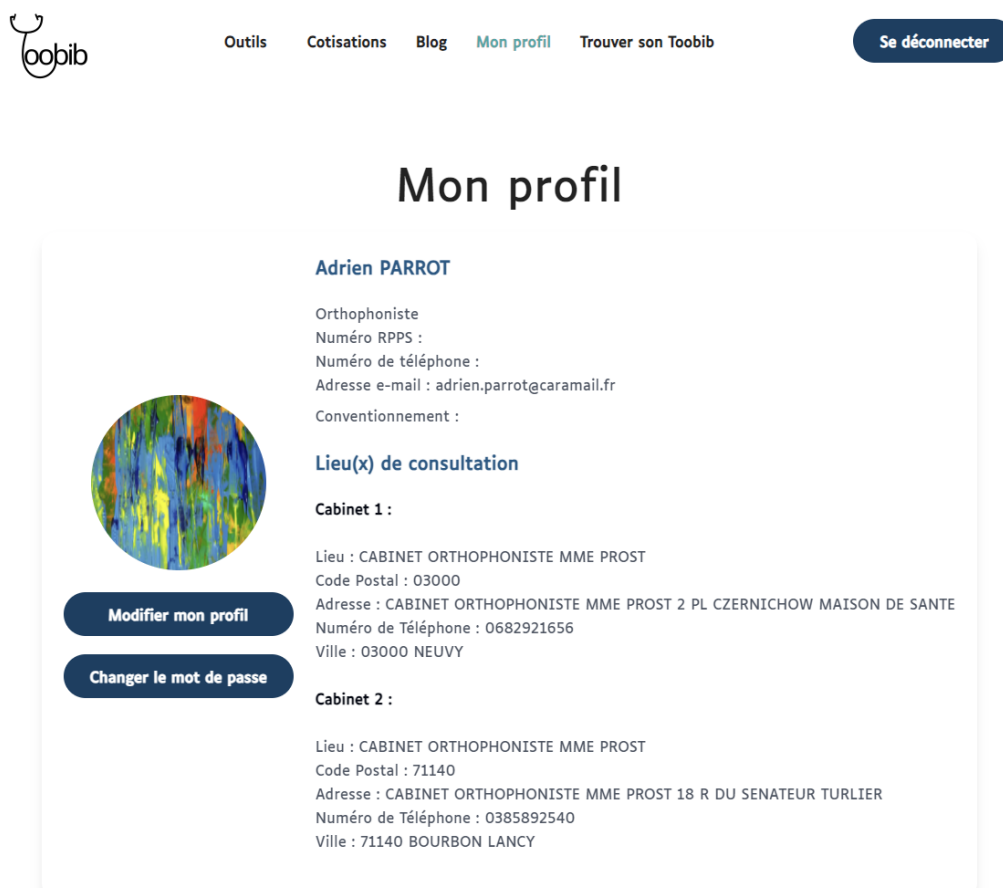 Toobib
Outils Cotisations Blog Mon profil Trouver son Toobib Se déconnecter
Mon profil
Adrien PARROT
Orthophoniste
Numéro RPPS :
Numéro de téléphone :
Adresse e-mail : adrien.parrot@caramail.fr
Conventionnement :
Lieu(x) de consultation
Cabinet 1 :
Lieu : CABINET ORTHOPHONISTE MME PROST
Code Postal : 03000
Adresse : CABINET ORTHOPHONISTE MME PROST 2 PL CZERNICHOW MAISON DE SANTE
Numéro de Téléphone : 0682921656
Ville : 03000 NEUVY
Modifier mon profil
Changer le mot de passe
Cabinet 2 :
Lieu : CABINET ORTHOPHONISTE MME PROST
Code Postal : 71140
Adresse : CABINET ORTHOPHONISTE MME PROST 18 R DU SENATEUR TURLIER
Numéro de Téléphone : 0385892540
Ville : 71140 BOURBON LANCY